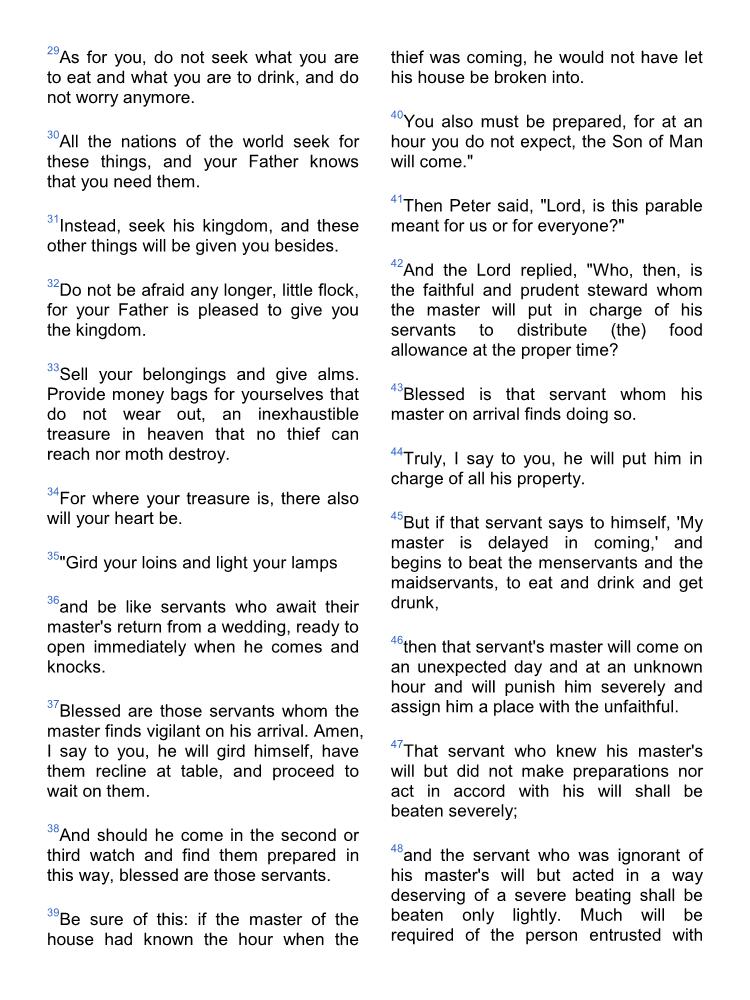 29As for you, do not seek what you are
to eat and what you are to drink, and do
not worry anymore.
30All the nations of the world seek for
these things, and your Father knows
that you need them.
31Instead, seek his kingdom, and these
other things will be given you besides.
32Do not be afraid any longer, little flock,
for your Father is pleased to give you
the kingdom.
33Sell your belongings and give alms.
Provide money bags for yourselves that
do not wear out, an inexhaustible
treasure in heaven that no thief can
reach nor moth destroy.
34For where your treasure is, there also
will your heart be.
35"Gird your loins and light your lamps
36and be like servants who await their
master's return from a wedding, ready to
open immediately when he comes and
knocks.
37Blessed are those servants whom the
master finds vigilant on his arrival. Amen,
I say to you, he will gird himself, have
them recline at table, and proceed to
wait on them.
38And should he come in the second or
third watch and find them prepared in
this way, blessed are those servants.
39Be sure of this: if the master of the
house had known the hour when the
thief was coming, he would not have let
his house be broken into.
40You also must be prepared, for at an
hour you do not expect, the Son of Man
will come."
41Then Peter said, "Lord, is this parable
meant for us or for everyone?"
42And the Lord replied, "Who, then, is
the faithful and prudent steward whom
the master will put in charge of his
servants to distribute (the) food
allowance at the proper time?
43Blessed is that servant whom his
master on arrival finds doing so.
44Truly, I say to you, he will put him in
charge of all his property.
45But if that servant says to himself, 'My
master is delayed in coming,' and
begins to beat the menservants and the
maidservants, to eat and drink and get
drunk,
46then that servant's master will come on
an unexpected day and at an unknown
hour and will punish him severely and
assign him a place with the unfaithful.
47That servant who knew his master's
will but did not make preparations nor
act in accord with his will shall be
beaten severely;
48and the servant who was ignorant of
his master's will but acted in a way
deserving of a severe beating shall be
beaten only lightly. Much will be
required of the person entrusted with